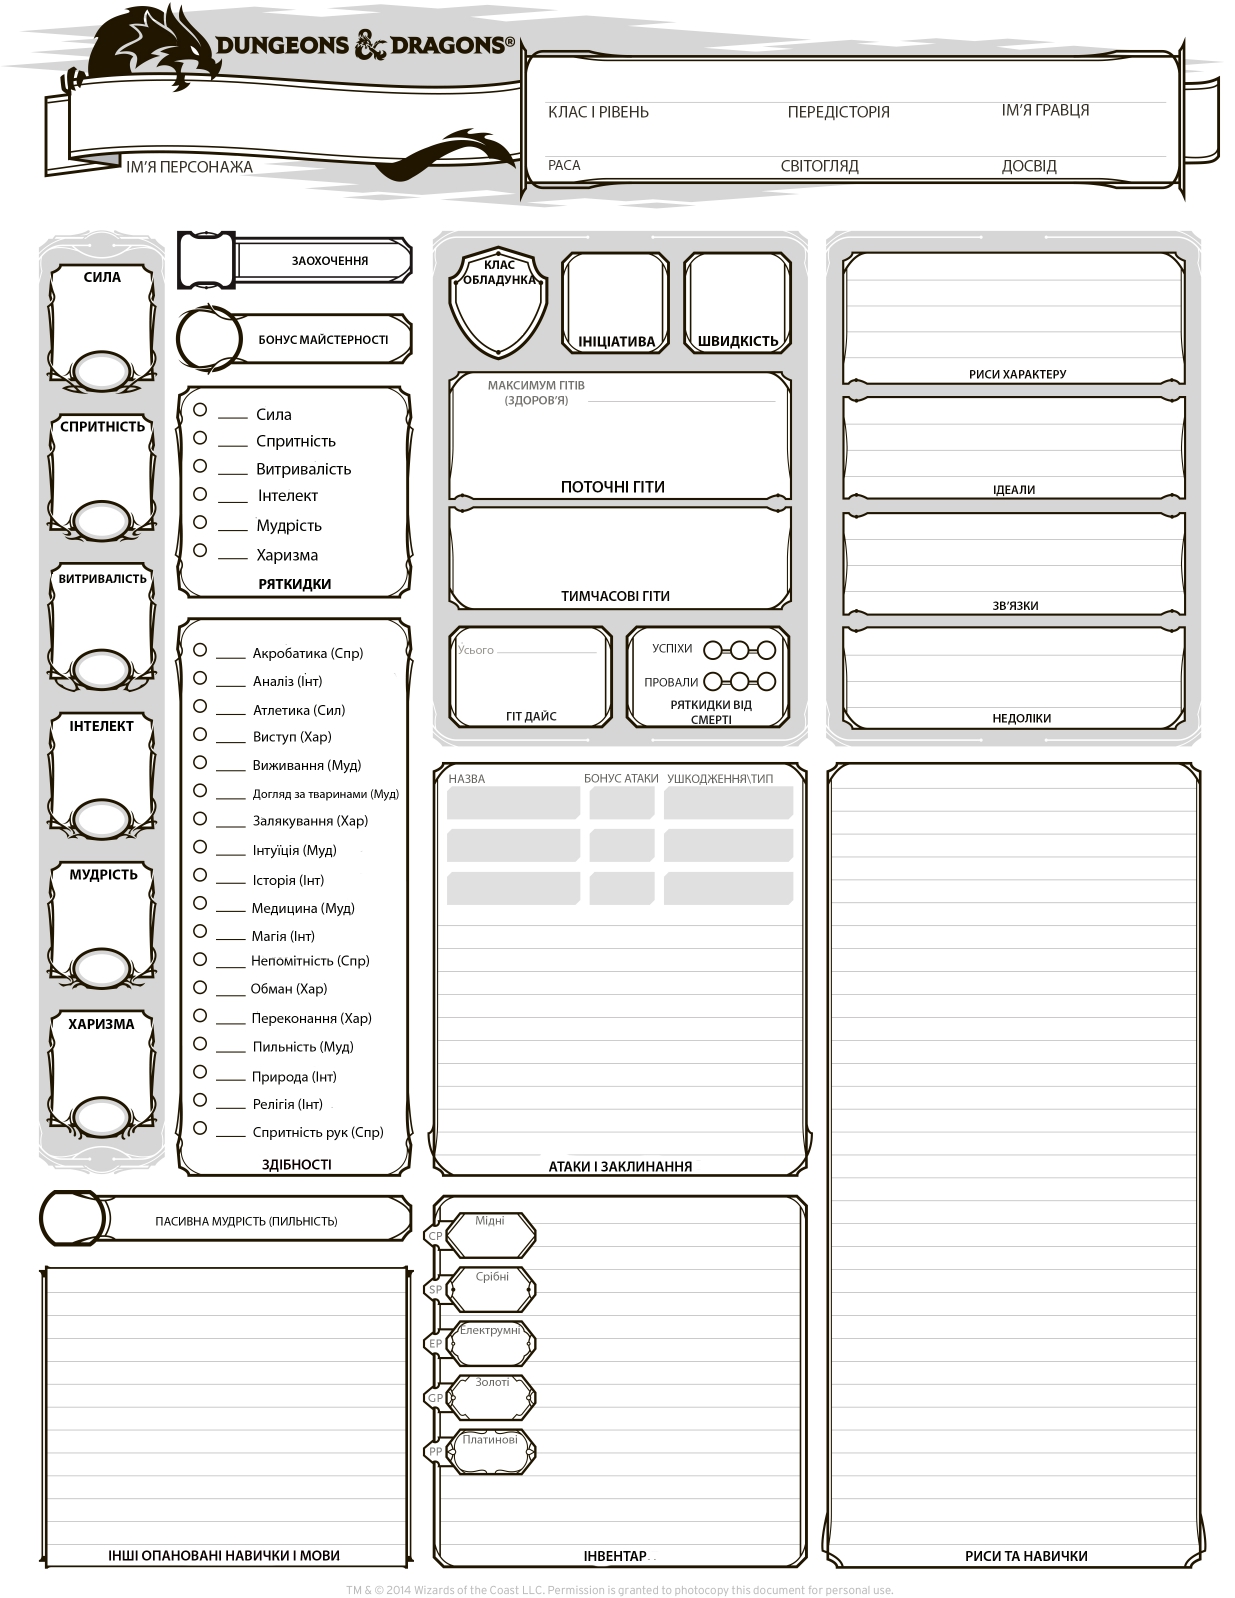 DUNGEONS & DRAGONS®
ІМ'Я ПЕРСОНАЖА
КЛАС І РІВЕНЬ
ПЕРЕДІСТОРІЯ
ІМ'Я ГРАВЦЯ
РАСА
СВІТОГЛЯД
ДОСВІД
СИЛА
СПРИТНІСТЬ
ВИТРИВАЛІСТЬ
ІНТЕЛЕКТ
МУДРІСТЬ
ХАРИЗМА
ЗАОХОЧЕННЯ
БОНУС МАЙСТЕРНОСТІ
Сила
Спритність
Витривалість
Інтелект
Мудрість
Харизма
РЯТКИДКИ
Акробатика (Спр)
Аналіз (Інт)
Атлетика (Сил)
Виступ (Хар)
Виживання (Муд)
Догляд за тваринами (Муд)
Залякування (Хар)
Інтуїція (Муд)
Історія (Інт)
Медицина (Муд)
Магія (Інт)
Непомітність (Спр)
Обман (Хар)
Переконання (Хар)
Пильність (Муд)
Природа (Інт)
Релігія (Інт)
Спритність рук (Спр)
ЗДІБНОСТІ
ПАСИВНА МУДРІСТЬ (ПИЛЬНІСТЬ)
ІНШІ ОПАНОВАНІ НАВИЧКИ І МОВИ
КЛАС
ОБЛАДУНКА
ІНІЦІАТИВА
ШВИДКІСТЬ
МАКСИМУМ ГІТІВ
(ЗДОРОВ'Я)
ПОТОЧНІ ГІТИ
ТИМЧАСОВІ ГІТИ
Усього
ГІТ ДАЙС
УСПІХИ
ПРОВАЛИ
РЯТКИДКИ ВІД
СМЕРТІ
НАЗВА
БОНУС АТАКИ
УШКОДЖЕННЯ\ТИП
АТАКИ І ЗАКЛИНАННЯ
CP
Мідні
SP
Срібні
EP
Електрумні
GP
Золоті
PP
Платинові
ІНВЕНТАР
РИСИ ХАРАКТЕРУ
ІДЕАЛИ
ЗВ'ЯЗКИ
НЕДОЛІКИ
РИСИ ТА НАВИЧКИ
TM & © 2014 Wizards of the Coast LLC. Permission is granted to photocopy this document for personal use.